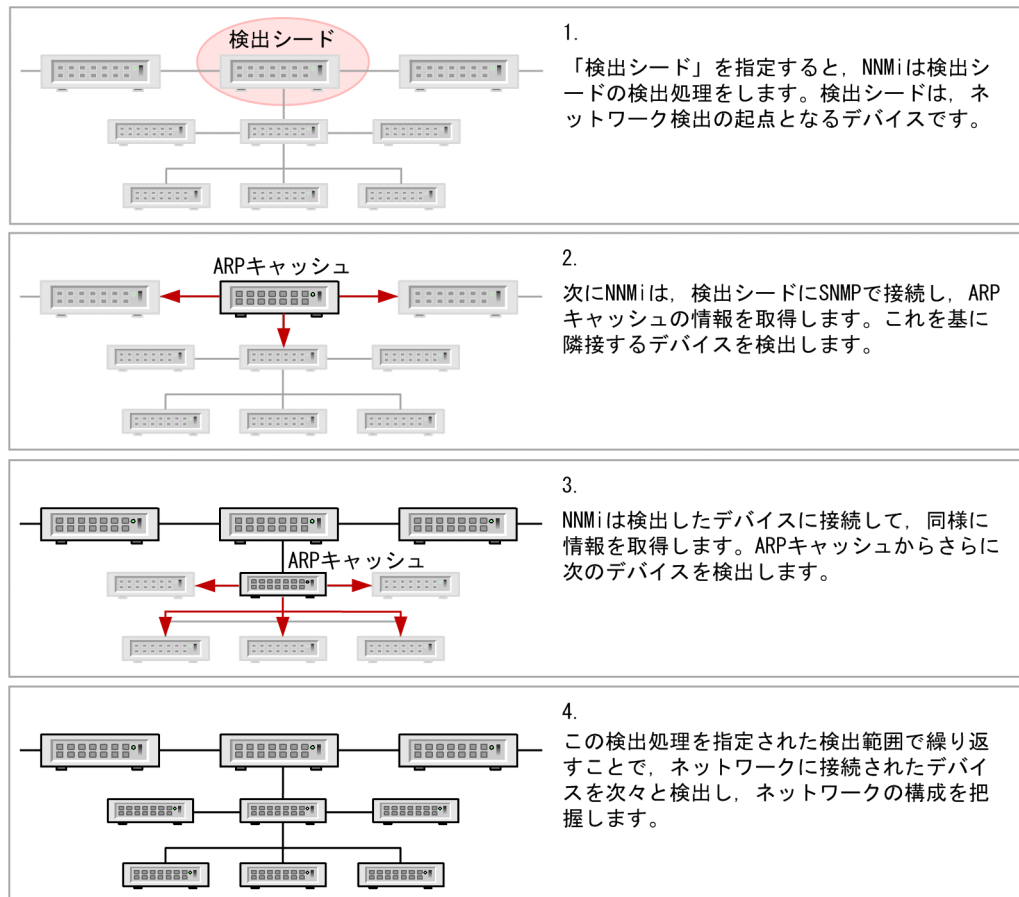 検出シード
1.
「検出シード」を指定すると，NNMiは検出シ
ードの検出処理をします。検出シードは，ネ
ットワーク検出の起点となるデバイスです。
ARPキャッシュ
2.
次にNNMiは，検出シードにSNMPで接続し，ARP
キャッシュの情報を取得します。これを基に
隣接するデバイスを検出します。
ARPキャッシュ
3.
NNMiは検出したデバイスに接続して，同様に
情報を取得します。ARPキャッシュからさらに
次のデバイスを検出します。
4.
この検出処理を指定された検出範囲で繰り返
すことで，ネットワークに接続されたデバイ
スを次々と検出し，ネットワークの構成を把
握します。